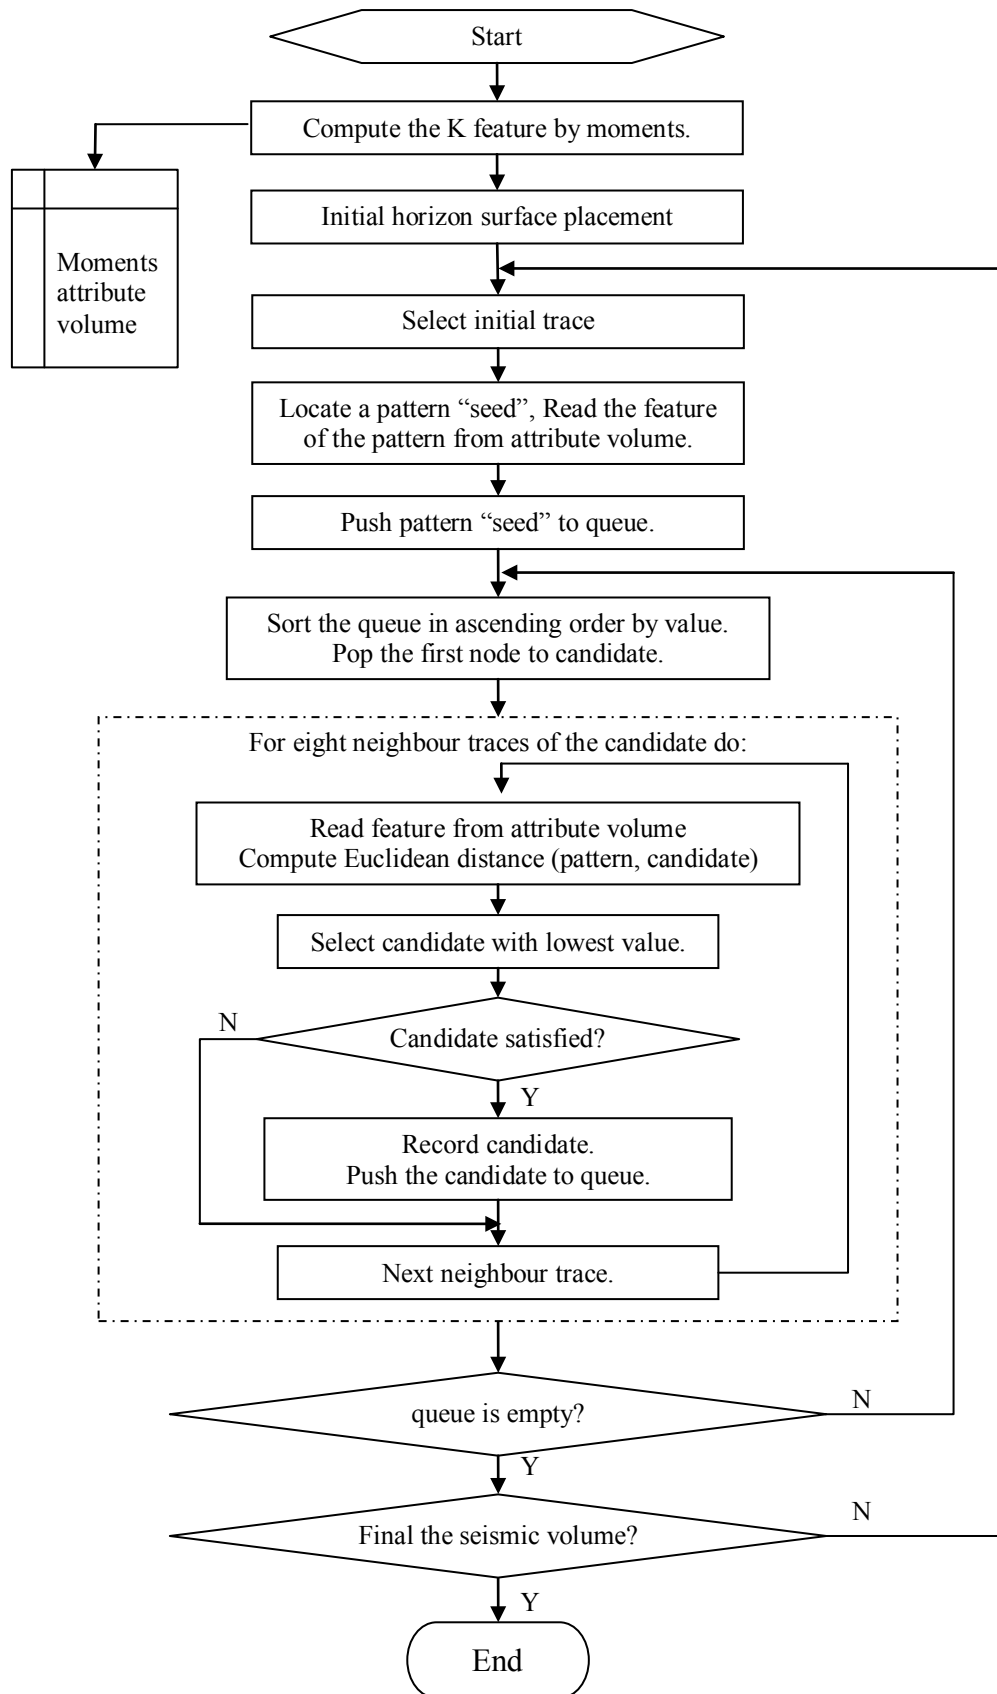 Start
Compute the K feature by moments.
Moments
attribute
volume
Initial horizon surface placement
Select initial trace
Locate a pattern “seed”, Read the feature
of the pattern from attribute volume.
Push pattern “seed” to queue.
Sort the queue in ascending order by value.
Pop the first node to candidate.
For eight neighbour traces of the candidate do:
Read feature from attribute volume
Compute Euclidean distance (pattern, candidate)
Select candidate with lowest value.
N
Candidate satisfied?
Y
Record candidate.
Push the candidate to queue.
Next neighbour trace.
queue is empty?
N
Y
Final the seismic volume?
N
Y
End